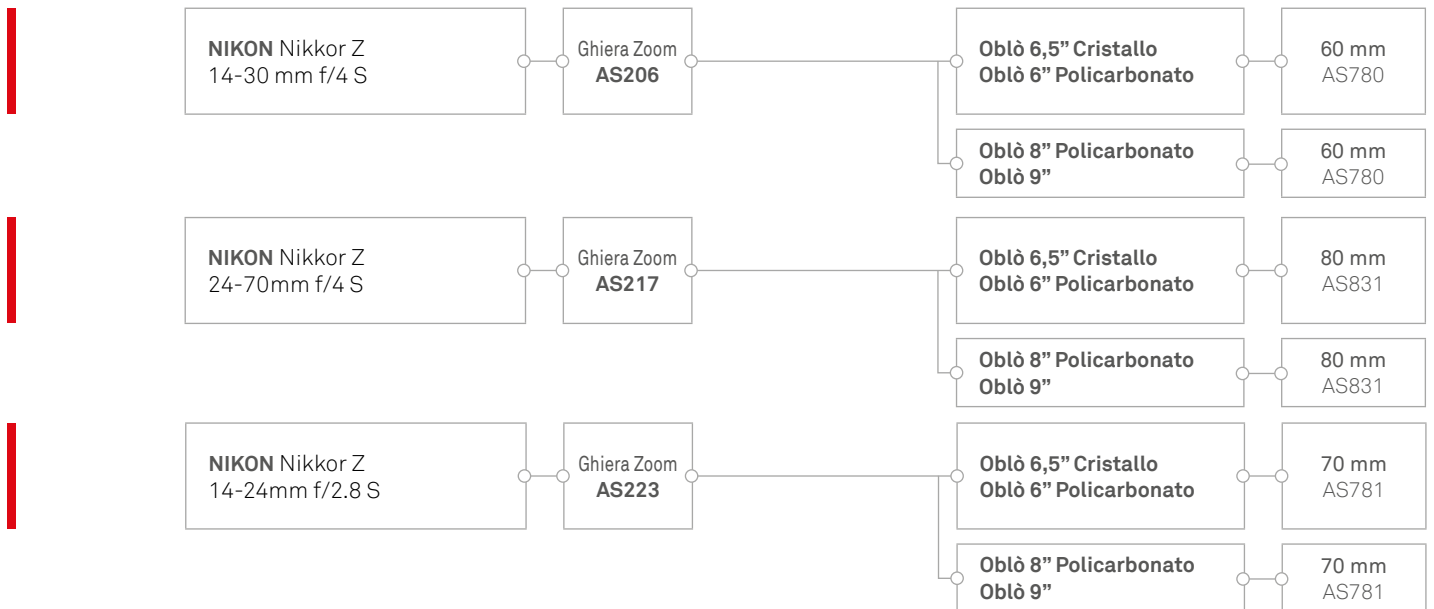 NIKON Nikkor Z
14-30 mm f/4 S
Ghiera Zoom
AS206
Oblò 6,5” Cristallo
Oblò 6” Policarbonato
60 mm
AS780
Oblò 8” Policarbonato
Oblò 9”
60 mm
AS780
NIKON Nikkor Z
24-70mm f/4 S
Ghiera Zoom
AS217
Oblò 6,5” Cristallo
Oblò 6” Policarbonato
80 mm
AS831
Oblò 8” Policarbonato
Oblò 9”
80 mm
AS831
NIKON Nikkor Z
14-24mm f/2.8 S
Ghiera Zoom
AS223
Oblò 6,5” Cristallo
Oblò 6” Policarbonato
70 mm
AS781
Oblò 8” Policarbonato
Oblò 9”
70 mm
AS781